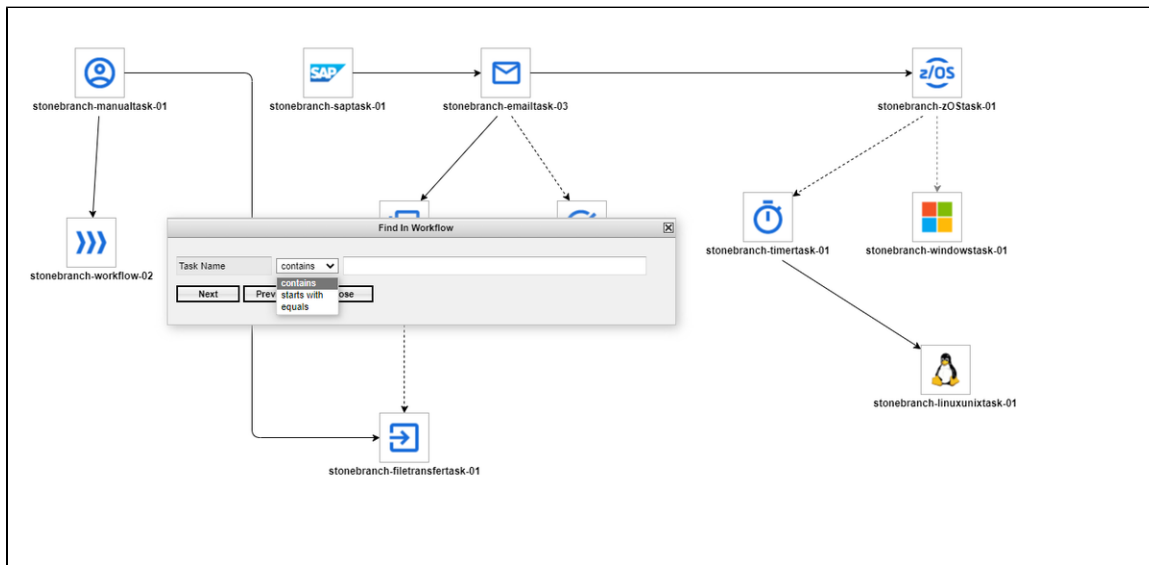 SAP
z/OS
stonebranch-manualtask-01
stonebranch-saptask-01
stonebranch-emailtask-03
stonebranch-zOStask-01
stonebranch-workflow-02
stonebranch-timertask-01
stonebranch-windowstask-01
Find In Workflow
Task Name
contains
contains
starts with
equals
Next
stonebranch-linuxunixtask-01
stonebranch-filetransfertask-01